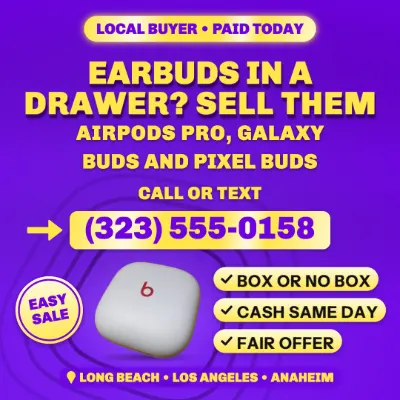 LOCAL BUYER • PAID TODAY
EARBUDS IN A
DRAWER? SELL THEM
AIRPODS PRO, GALAXY
BUDS AND PIXEL BUDS
CALL OR TEXT
(323) 555-0158
EASY
SALE
b
BOX OR NO BOX
CASH SAME DAY
FAIR OFFER
LONG BEACH • LOS ANGELES • ANAHEIM